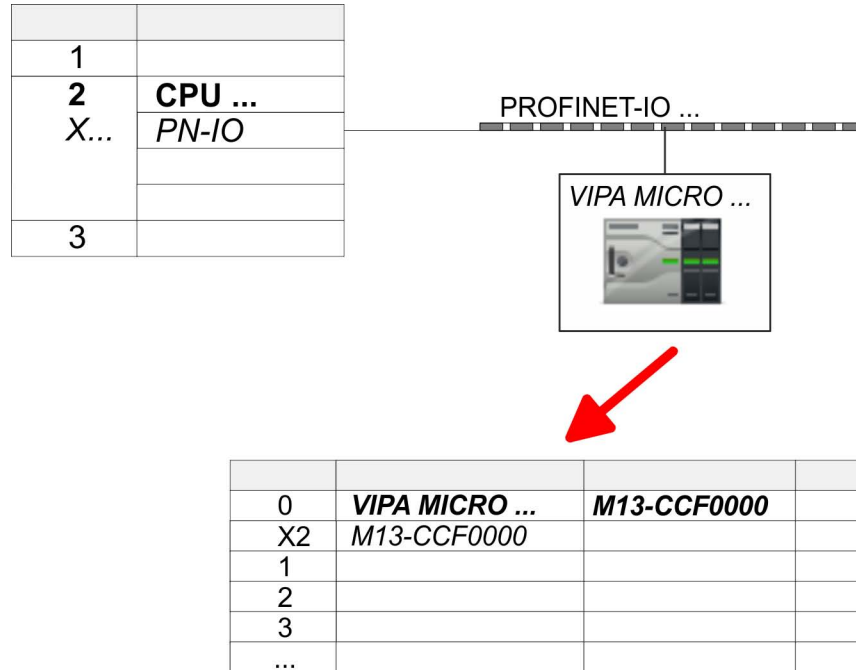 1
2 CPU ...
X... PN-IO
3
PROFINET-IO ...
VIPA MICRO ...
0 VIPA MICRO ... M13-CCF0000
X2 M13-CCF0000
1
2
3
...